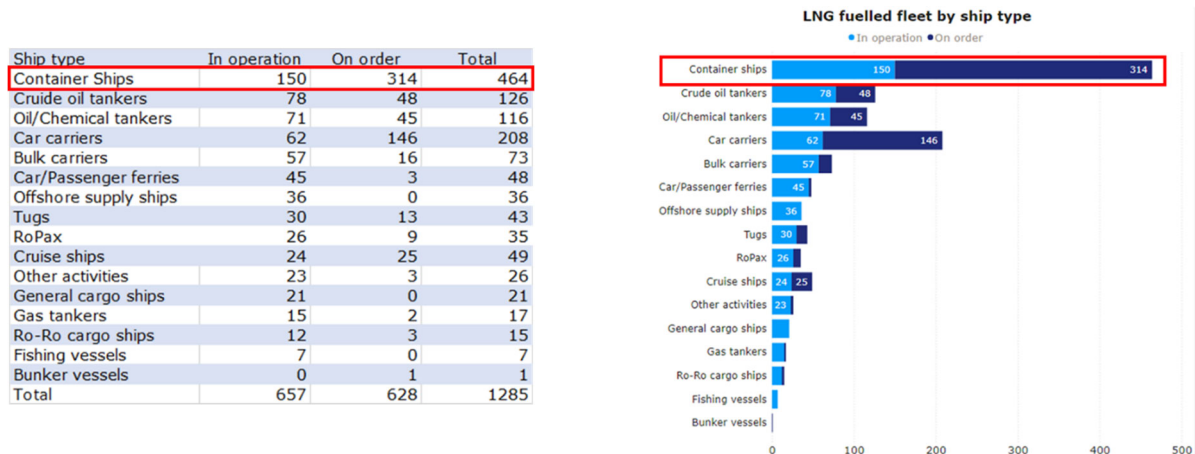 Ship type In operation On order Total
Container Ships 150 314 464
Cruide oil tankers 78 48 126
Oil/Chemical tankers 71 45 116
Car carriers 62 146 208
Bulk carriers 57 16 73
Car/Passenger ferries 45 3 48
Offshore supply ships 36 0 36
Tugs 30 13 43
RoPax 26 9 35
Cruise ships 24 25 49
Other activities 23 3 26
General cargo ships 21 0 21
Gas tankers 15 2 17
Ro-Ro cargo ships 12 3 15
Fishing vessels 7 0 7
Bunker vessels 0 1 1
Total 657 628 1285
LNG fuelled fleet by ship type
In operation On order
Container ships 150 314
Crude oil tankers 78 48
Oil/Chemical tankers 71 45
Car carriers 62 146
Bulk carriers 57
Car/Passenger ferries 45
Offshore supply ships 36
Tugs 30
RoPax 26
Cruise ships 24 25
Other activities 23
General cargo ships
Gas tankers
Ro-Ro cargo ships
Fishing vessels
Bunker vessels
0 100 200 300 400 500